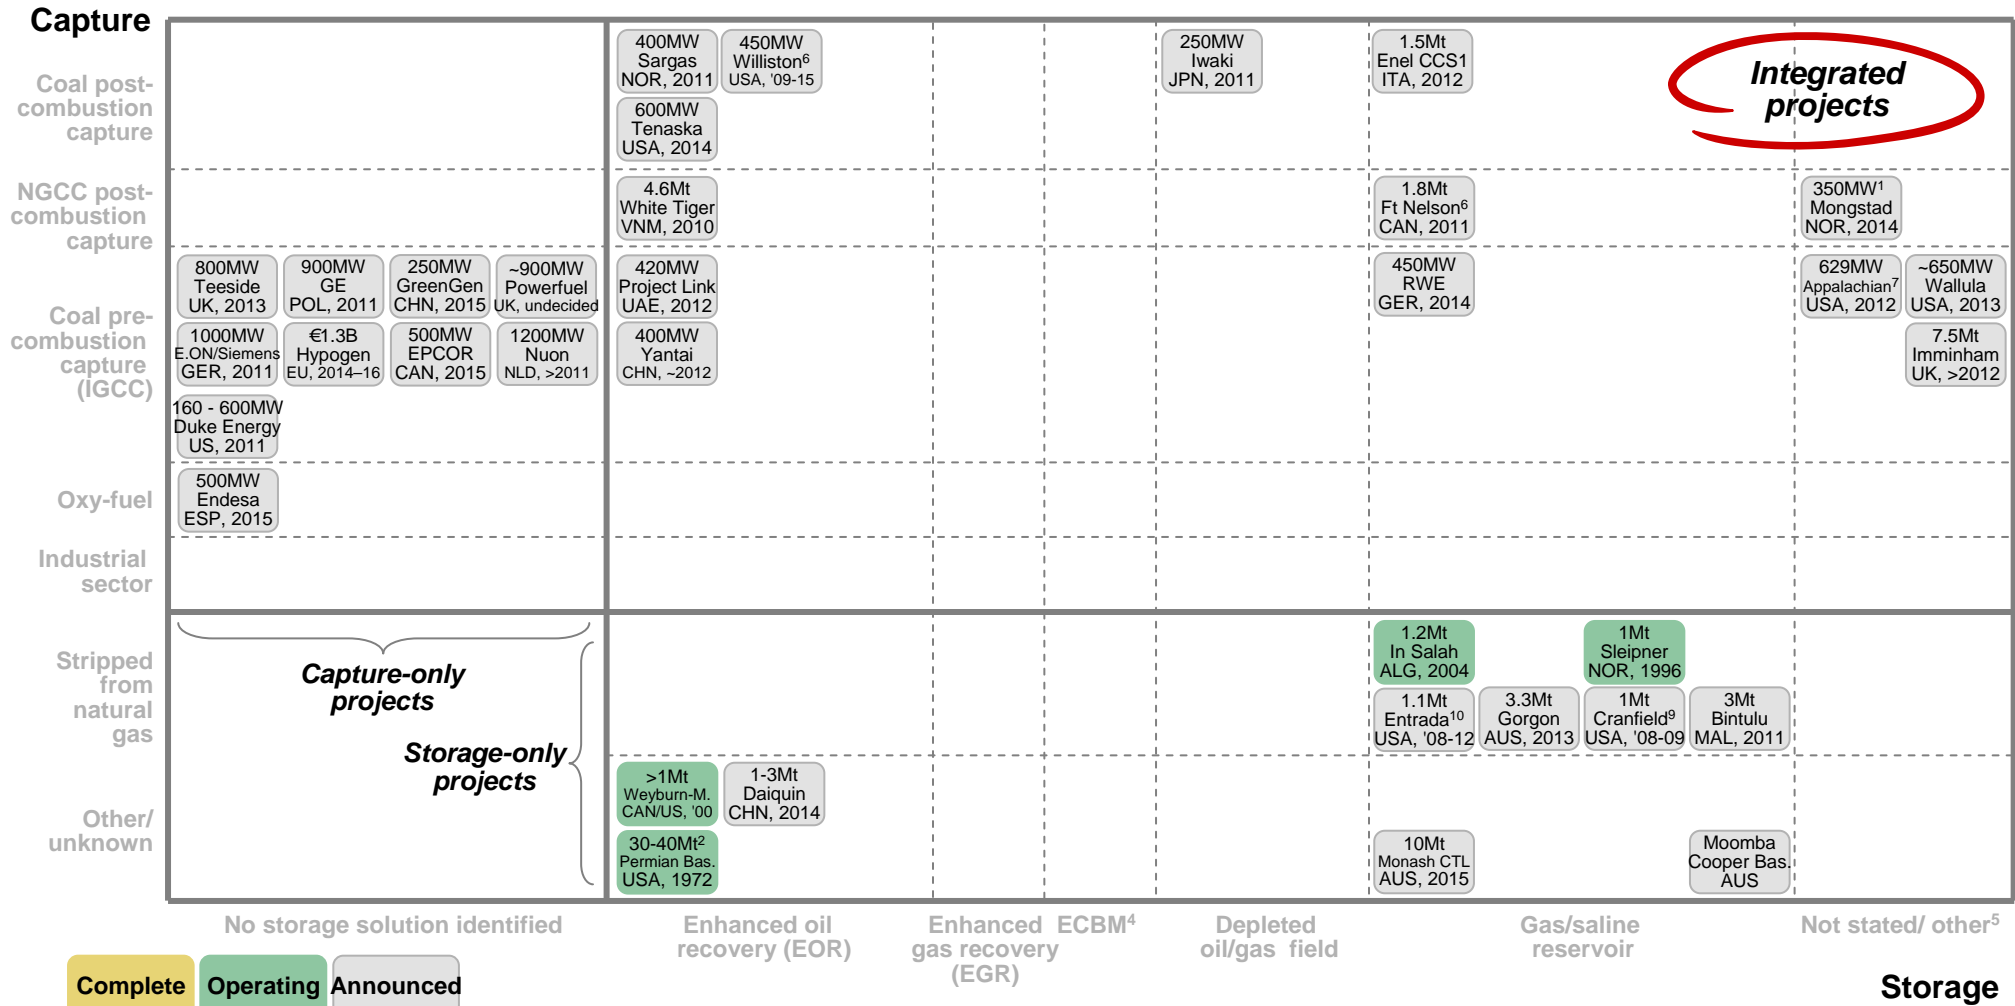 Capture
Coal post-
combustion
capture
400MW
Sargas
NOR, 2011
450MW
Williston⁶
USA, '09-15
600MW
Tenaska
USA, 2014
250MW
Iwaki
JPN, 2011
1.5Mt
Enel CCS1
ITA, 2012
Integrated
projects
NGCC post-
combustion
capture
4.6Mt
White Tiger
VNM, 2010
1.8Mt
Ft Nelson⁶
CAN, 2011
350MW¹
Mongstad
NOR, 2014
Coal pre-
combustion
capture
(IGCC)
800MW
Teeside
UK, 2013
900MW
GE
POL, 2011
250MW
GreenGen
CHN, 2015
~900MW
Powerfuel
UK, undecided
420MW
Project Link
UAE, 2012
450MW
RWE
GER, 2014
629MW
Appalachian⁷
USA, 2012
~650MW
Wallula
USA, 2013
1000MW
E.ON/Siemens
GER, 2011
€1.3B
Hypogen
EU, 2014–16
500MW
EPCOR
CAN, 2015
1200MW
Nuon
NLD, >2011
400MW
Yantai
CHN, ~2012
7.5Mt
Imminham
UK, >2012
160 - 600MW
Duke Energy
US, 2011
Oxy-fuel
500MW
Endesa
ESP, 2015
Industrial
sector
Stripped
from
natural
gas
Capture-only
projects
Storage-only
projects
1.2Mt
In Salah
ALG, 2004
1Mt
Sleipner
NOR, 1996
1.1Mt
Entrada¹⁰
USA, '08-12
3.3Mt
Gorgon
AUS, 2013
1Mt
Cranfield⁹
USA, '08-09
3Mt
Bintulu
MAL, 2011
Other/
unknown
>1Mt
Weyburn-M.
CAN/US, '00
1-3Mt
Daiquin
CHN, 2014
30-40Mt²
Permian Bas.
USA, 1972
10Mt
Monash CTL
AUS, 2015
Moomba
Cooper Bas.
AUS
No storage solution identified
Enhanced oil
recovery (EOR)
Enhanced
gas recovery
(EGR)
ECBM⁴
Depleted
oil/gas field
Gas/saline
reservoir
Not stated/ other⁵
Complete
Operating
Announced
Storage